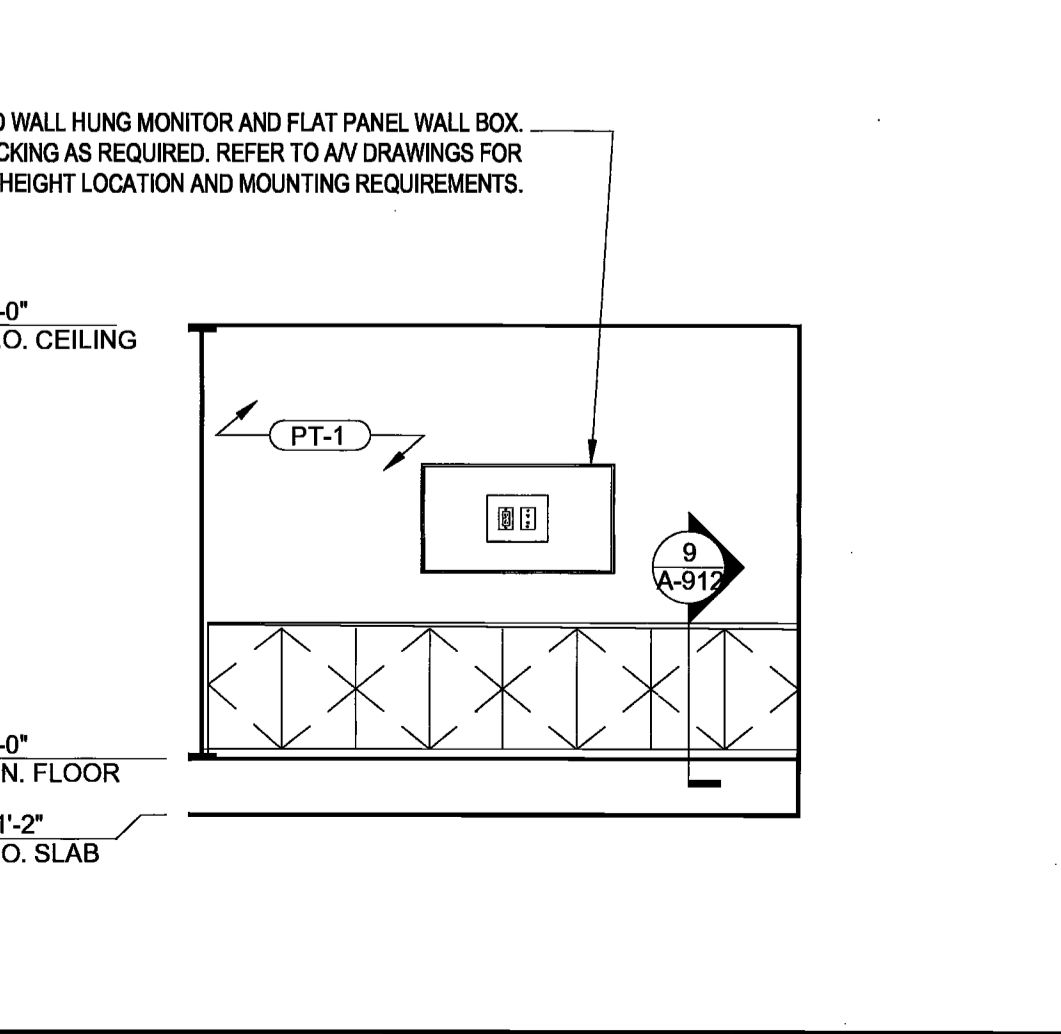 WALL HUNG MONITOR AND FLAT PANEL WALL BOX.
CKING AS REQUIRED. REFER TO A/V DRAWINGS FOR
HEIGHT LOCATION AND MOUNTING REQUIREMENTS.
-0"
.O. CEILING
PT-1
9
A-912
-0"
N. FLOOR
1'-2"
O. SLAB